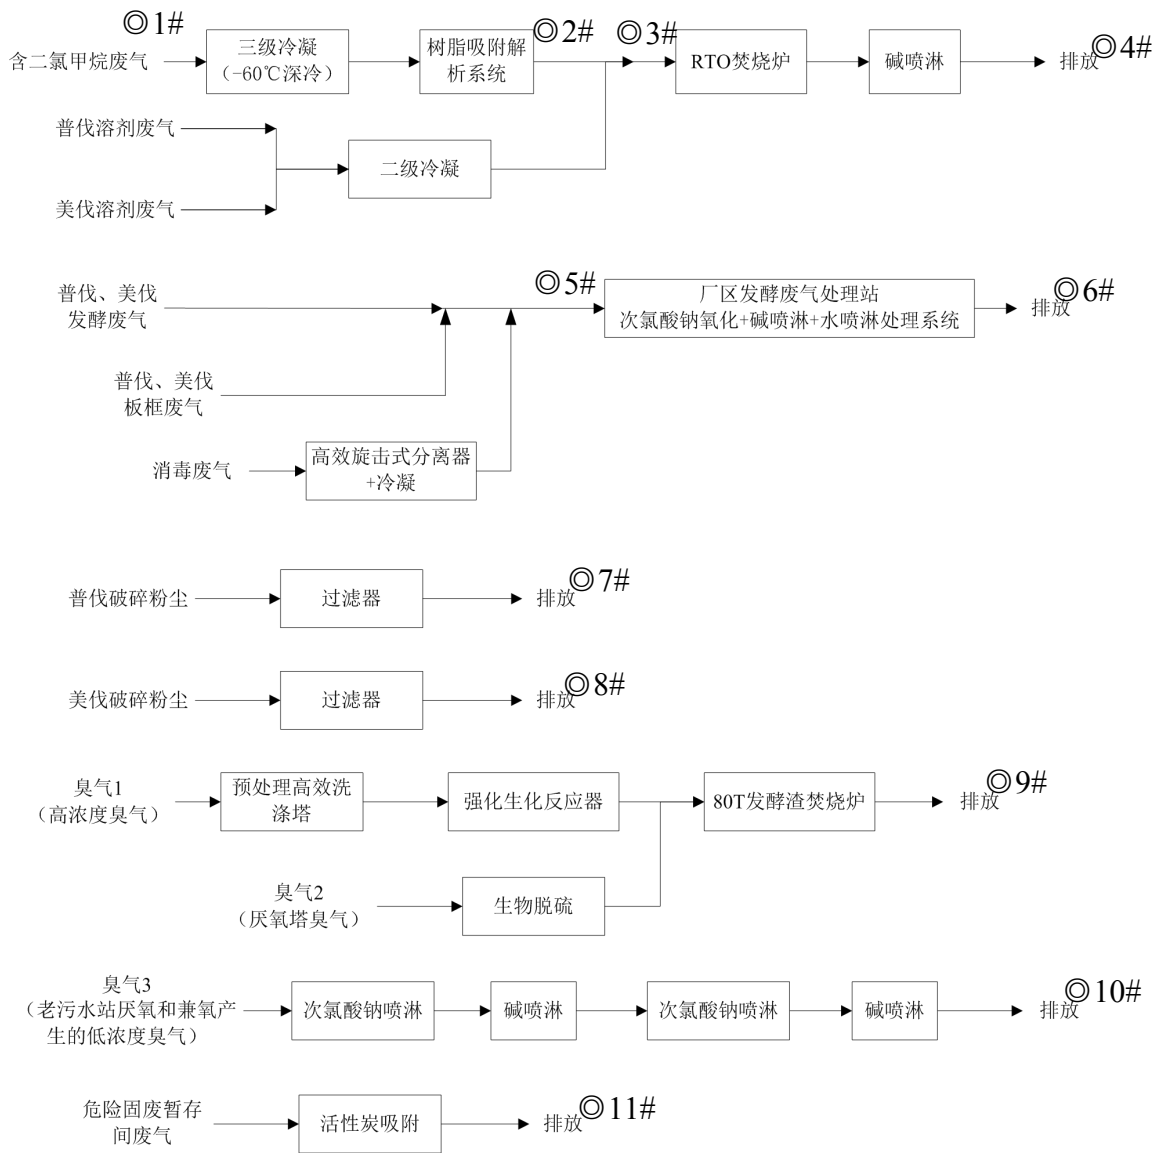 ◎1#
含二氯甲烷废气
三级冷凝
（-60℃深冷）
树脂吸附解
析系统
◎2#
◎3#
RTO焚烧炉
碱喷淋
排放
◎4#
普伐溶剂废气
二级冷凝
美伐溶剂废气
普伐、美伐
发酵废气
◎5#
厂区发酵废气处理站
次氯酸钠氧化+碱喷淋+水喷淋处理系统
排放
◎6#
普伐、美伐
板框废气
消毒废气
高效旋击式分离器
+冷凝
普伐破碎粉尘
过滤器
排放
◎7#
美伐破碎粉尘
过滤器
排放
◎8#
臭气1
（高浓度臭气）
预处理高效洗
涤塔
强化生化反应器
80T发酵渣焚烧炉
排放
◎9#
臭气2
（厌氧塔臭气）
生物脱硫
臭气3
（老污水站厌氧和兼氧产
生的低浓度臭气）
次氯酸钠喷淋
碱喷淋
次氯酸钠喷淋
碱喷淋
排放
◎10#
危险固废暂存
间废气
活性炭吸附
排放
◎11#